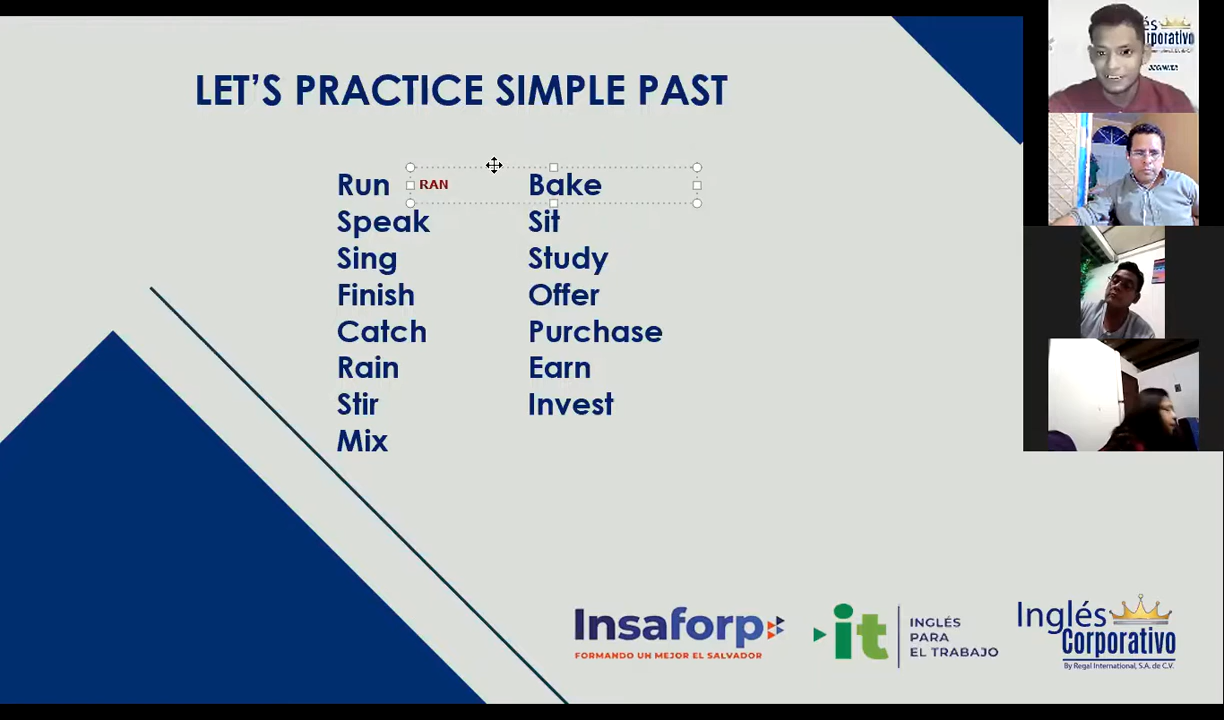 LET'S PRACTICE SIMPLE PAST
Run RAN
Speak
Sing
Finish
Catch
Rain
Stir
Mix
Bake
Sit
Study
Offer
Purchase
Earn
Invest
Insaforp
FORMANDO UN MEJOR EL SALVADOR
it
INGLÉS
PARA
EL TRABAJO
Inglés
Corporativo
By Regal International, S.A. de C.V.